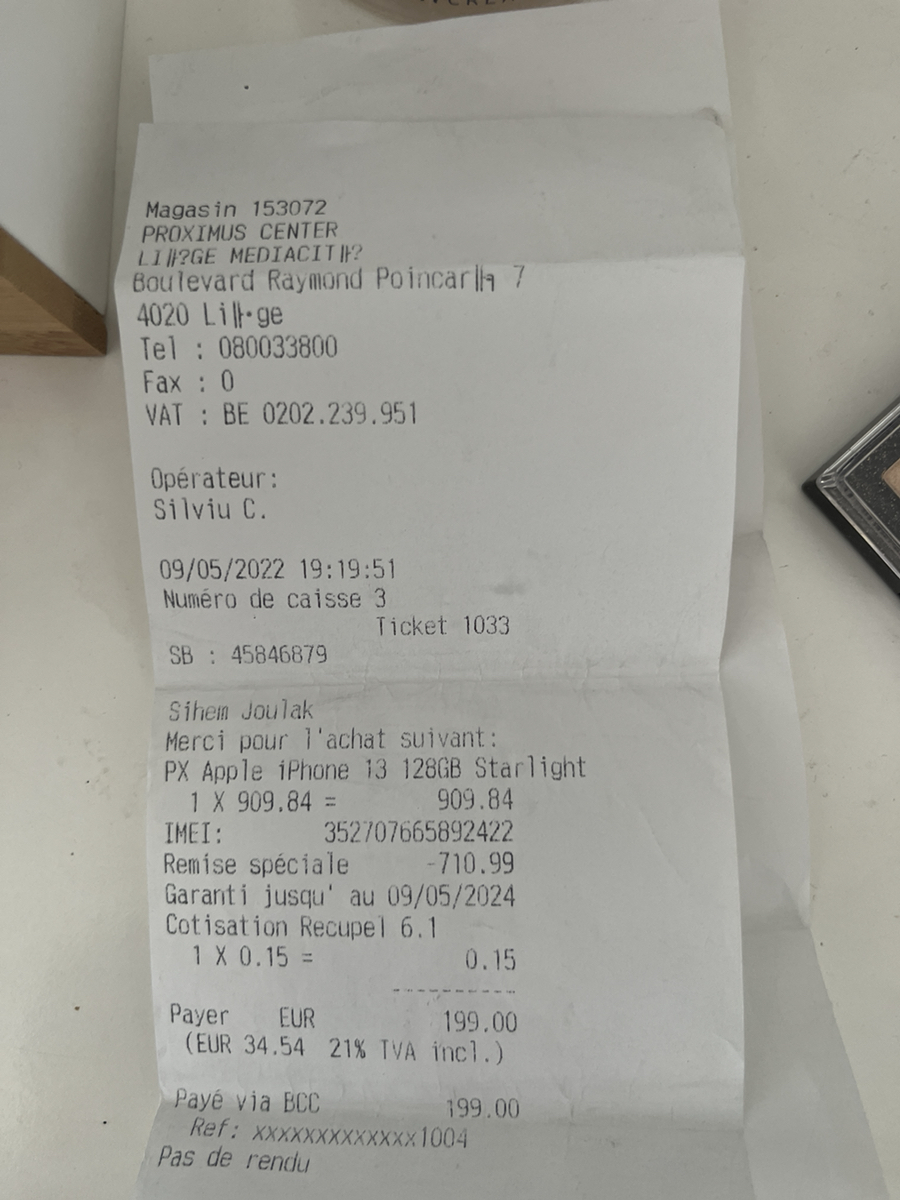 Magasin 153072
PROXIMUS CENTER
LI╟?GE MEDIACIT╟?
Boulevard Raymond Poincar╟╕ 7
4020 Li╟·ge
Tel : 080033800
Fax : 0
VAT : BE 0202.239.951
Opérateur:
Silviu C.
09/05/2022 19:19:51
Numéro de caisse 3
Ticket 1033
SB : 45846879
Sihem Joulak
Merci pour l'achat suivant:
PX Apple iPhone 13 128GB Starlight
1 X 909.84 = 909.84
IMEI: 352707665892422
Remise spéciale -710.99
Garanti jusqu' au 09/05/2024
Cotisation Recupel 6.1
1 X 0.15 = 0.15
----------
Payer EUR 199.00
(EUR 34.54 21% TVA incl.)
Payé via BCC 199.00
Ref: xxxxxxxxxxxxx1004
Pas de rendu